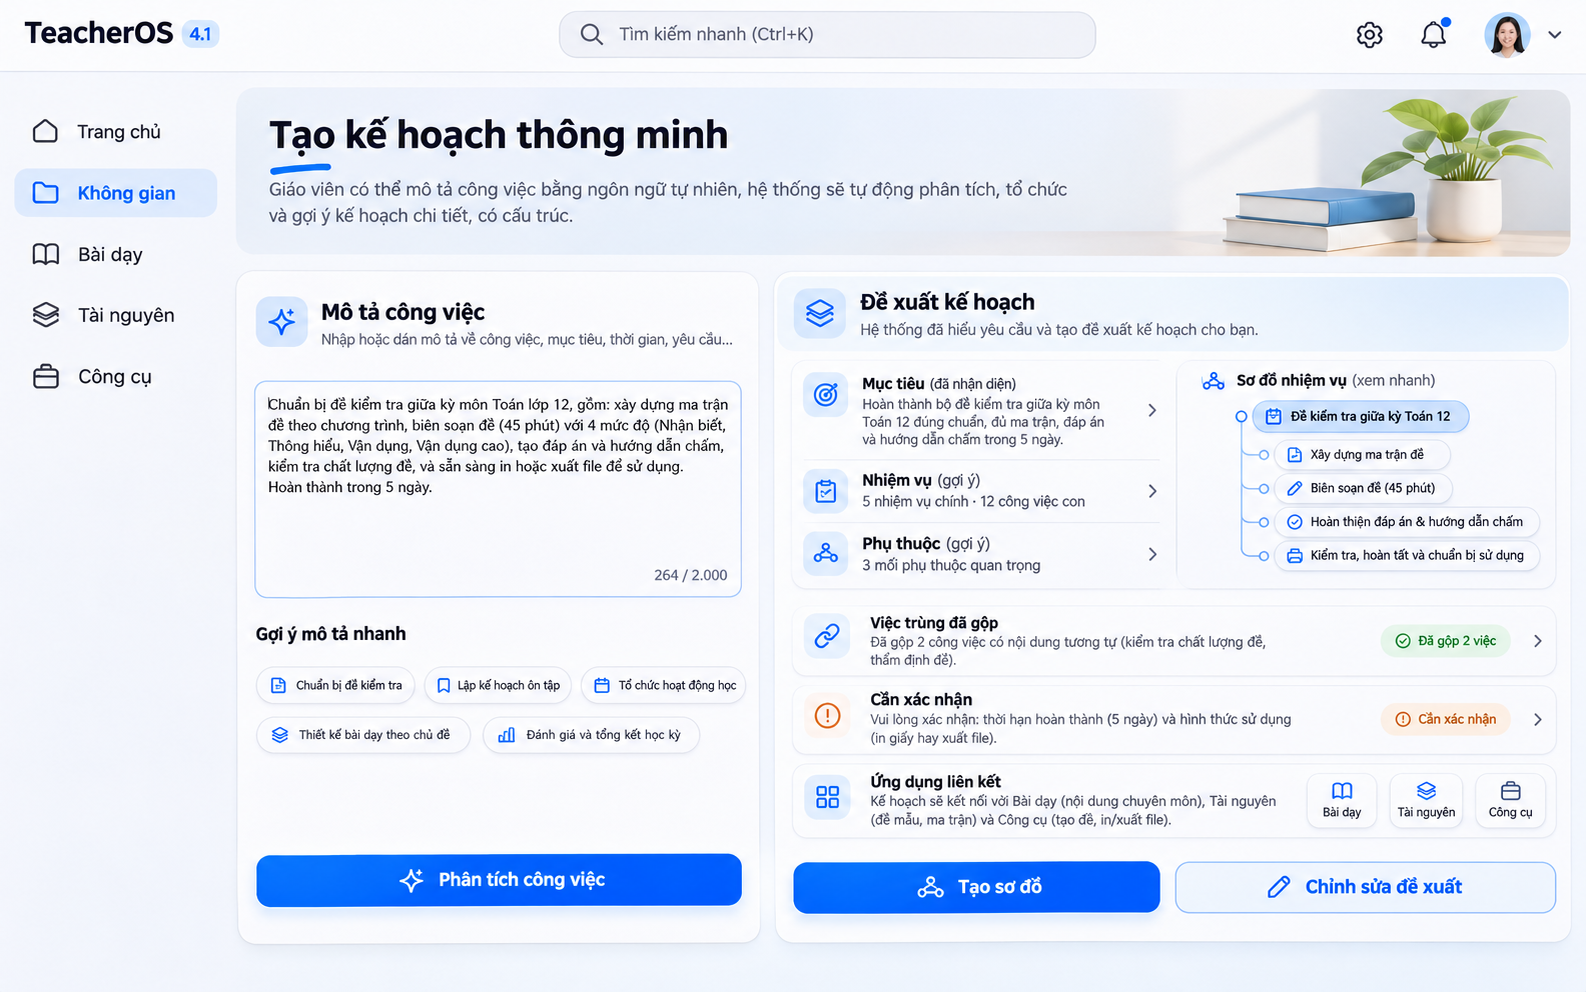 TeacherOS 4.1
Tìm kiếm nhanh (Ctrl+K)
Trang chủ
Không gian
Bài dạy
Tài nguyên
Công cụ
Tạo kế hoạch thông minh
Giáo viên có thể mô tả công việc bằng ngôn ngữ tự nhiên, hệ thống sẽ tự động phân tích, tổ chức
và gợi ý kế hoạch chi tiết, có cấu trúc.
Mô tả công việc
Nhập hoặc dán mô tả về công việc, mục tiêu, thời gian, yêu cầu...
Chuẩn bị đề kiểm tra giữa kỳ môn Toán lớp 12, gồm: xây dựng ma trận
đề theo chương trình, biên soạn đề (45 phút) với 4 mức độ (Nhận biết,
Thông hiểu, Vận dụng, Vận dụng cao), tạo đáp án và hướng dẫn chấm,
kiểm tra chất lượng đề, và sẵn sàng in hoặc xuất file để sử dụng.
Hoàn thành trong 5 ngày.
264 / 2.000
Gợi ý mô tả nhanh
Chuẩn bị đề kiểm tra
Lập kế hoạch ôn tập
Tổ chức hoạt động học
Thiết kế bài dạy theo chủ đề
Đánh giá và tổng kết học kỳ
Phân tích công việc
Đề xuất kế hoạch
Hệ thống đã hiểu yêu cầu và tạo đề xuất kế hoạch cho bạn.
Mục tiêu (đã nhận diện)
Hoàn thành bộ đề kiểm tra giữa kỳ môn
Toán 12 đúng chuẩn, đủ ma trận, đáp án
và hướng dẫn chấm trong 5 ngày.
Nhiệm vụ (gợi ý)
5 nhiệm vụ chính · 12 công việc con
Phụ thuộc (gợi ý)
3 mối phụ thuộc quan trọng
Sơ đồ nhiệm vụ (xem nhanh)
Đề kiểm tra giữa kỳ Toán 12
Xây dựng ma trận đề
Biên soạn đề (45 phút)
Hoàn thiện đáp án & hướng dẫn chấm
Kiểm tra, hoàn tất và chuẩn bị sử dụng
Việc trùng đã gộp
Đã gộp 2 công việc có nội dung tương tự (kiểm tra chất lượng đề,
thẩm định đề).
Đã gộp 2 việc
Cần xác nhận
Vui lòng xác nhận: thời hạn hoàn thành (5 ngày) và hình thức sử dụng
(in giấy hay xuất file).
Cần xác nhận
Ứng dụng liên kết
Kế hoạch sẽ kết nối với Bài dạy (nội dung chuyên môn), Tài nguyên
(đề mẫu, ma trận) và Công cụ (tạo đề, in/xuất file).
Bài dạy
Tài nguyên
Công cụ
Tạo sơ đồ
Chỉnh sửa đề xuất